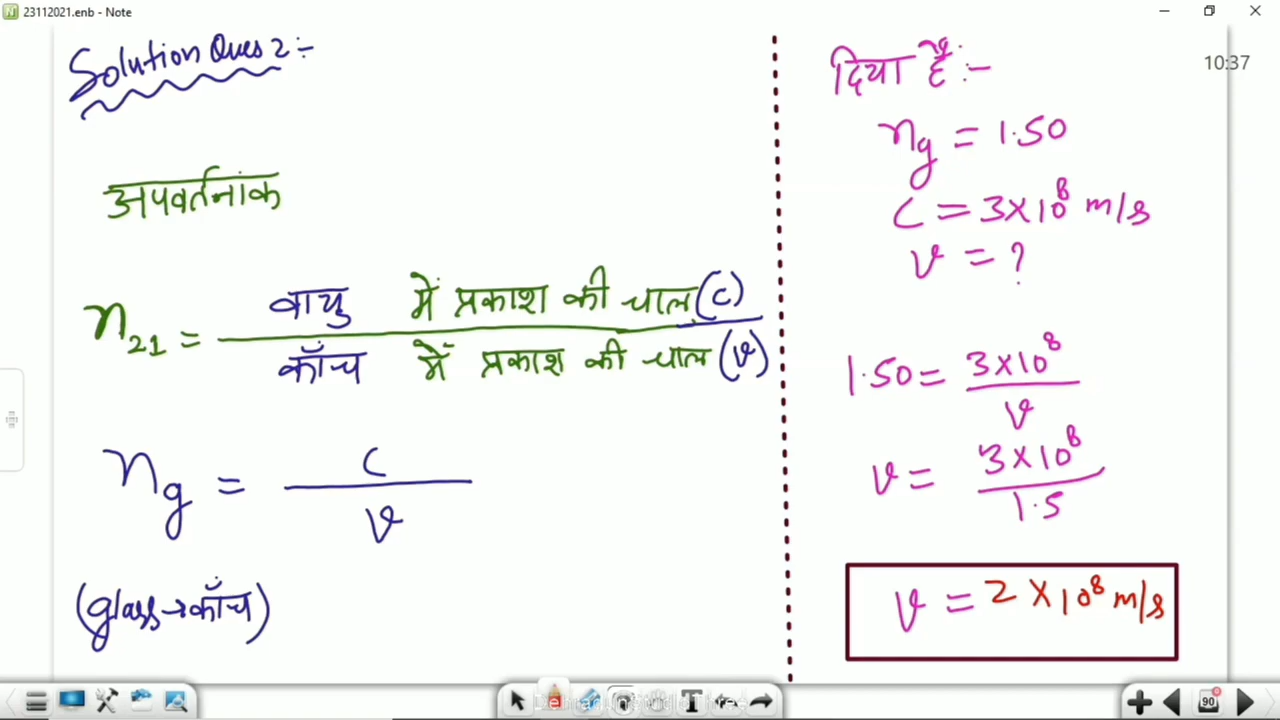 23112021.enb - Note
10:37
Solution Ques 2 :-
अपवर्तनांक
n21 = वायु में प्रकाश की चाल (c)
काँच में प्रकाश की चाल (v)
ng = c
v
(glass→काँच)
दिया है :-
ng = 1.50
c = 3×10⁸ m/s
v = ?
1.50 = 3×10⁸
v
v = 3×10⁸
1.5
v = 2 × 10⁸ m/s
90